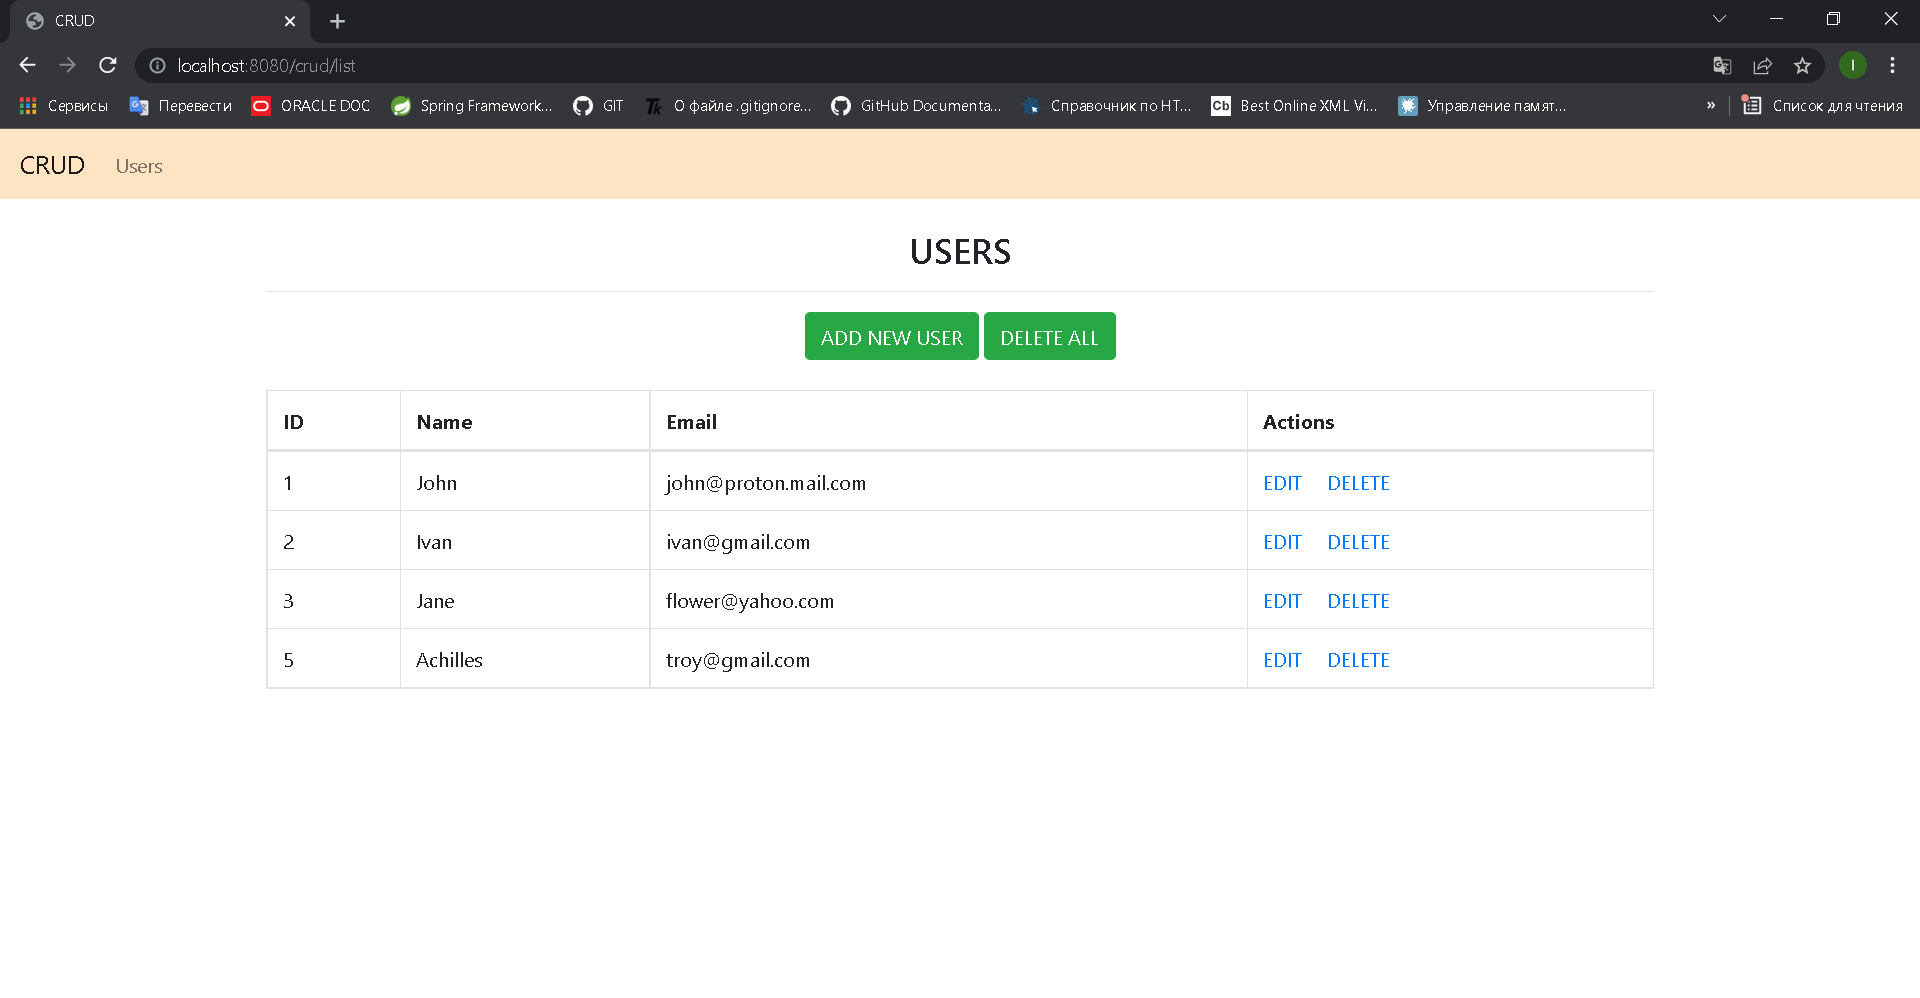 CRUD
localhost:8080/crud/list
Сервисы Перевести ORACLE DOC Spring Framework... GIT Tk О файле .gitignore... GitHub Documenta... Справочник по HT... Cb Best Online XML Vi... Управление памят... » Список для чтения
CRUD Users
USERS
ADD NEW USER DELETE ALL
ID Name Email Actions
1 John john@proton.mail.com EDIT DELETE
2 Ivan ivan@gmail.com EDIT DELETE
3 Jane flower@yahoo.com EDIT DELETE
5 Achilles troy@gmail.com EDIT DELETE